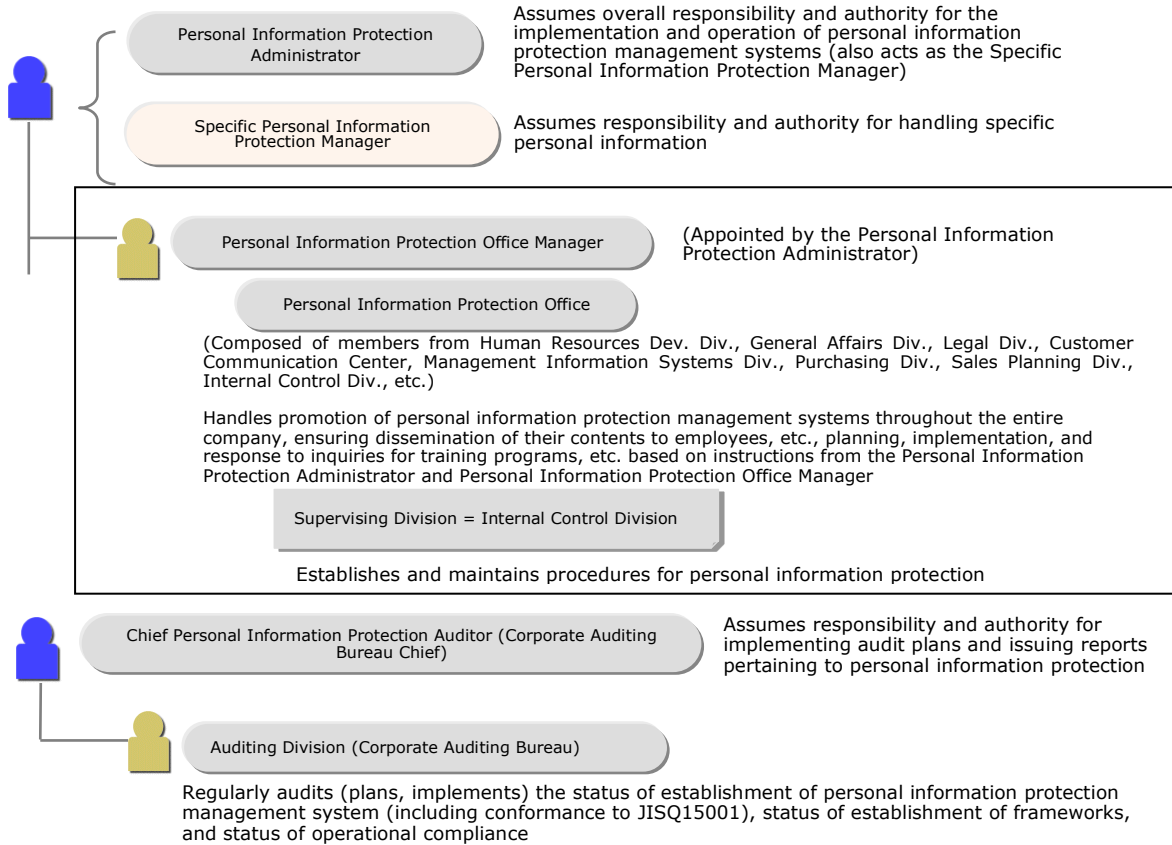 Personal Information Protection
Administrator
Assumes overall responsibility and authority for the
implementation and operation of personal information
protection management systems (also acts as the Specific
Personal Information Protection Manager)
Specific Personal Information
Protection Manager
Assumes responsibility and authority for handling specific
personal information
Personal Information Protection Office Manager
(Appointed by the Personal Information
Protection Administrator)
Personal Information Protection Office
(Composed of members from Human Resources Dev. Div., General Affairs Div., Legal Div., Customer
Communication Center, Management Information Systems Div., Purchasing Div., Sales Planning Div.,
Internal Control Div., etc.)
Handles promotion of personal information protection management systems throughout the entire
company, ensuring dissemination of their contents to employees, etc., planning, implementation, and
response to inquiries for training programs, etc. based on instructions from the Personal Information
Protection Administrator and Personal Information Protection Office Manager
Supervising Division = Internal Control Division
Establishes and maintains procedures for personal information protection
Chief Personal Information Protection Auditor (Corporate Auditing
Bureau Chief)
Assumes responsibility and authority for
implementing audit plans and issuing reports
pertaining to personal information protection
Auditing Division (Corporate Auditing Bureau)
Regularly audits (plans, implements) the status of establishment of personal information protection
management system (including conformance to JISQ15001), status of establishment of frameworks,
and status of operational compliance